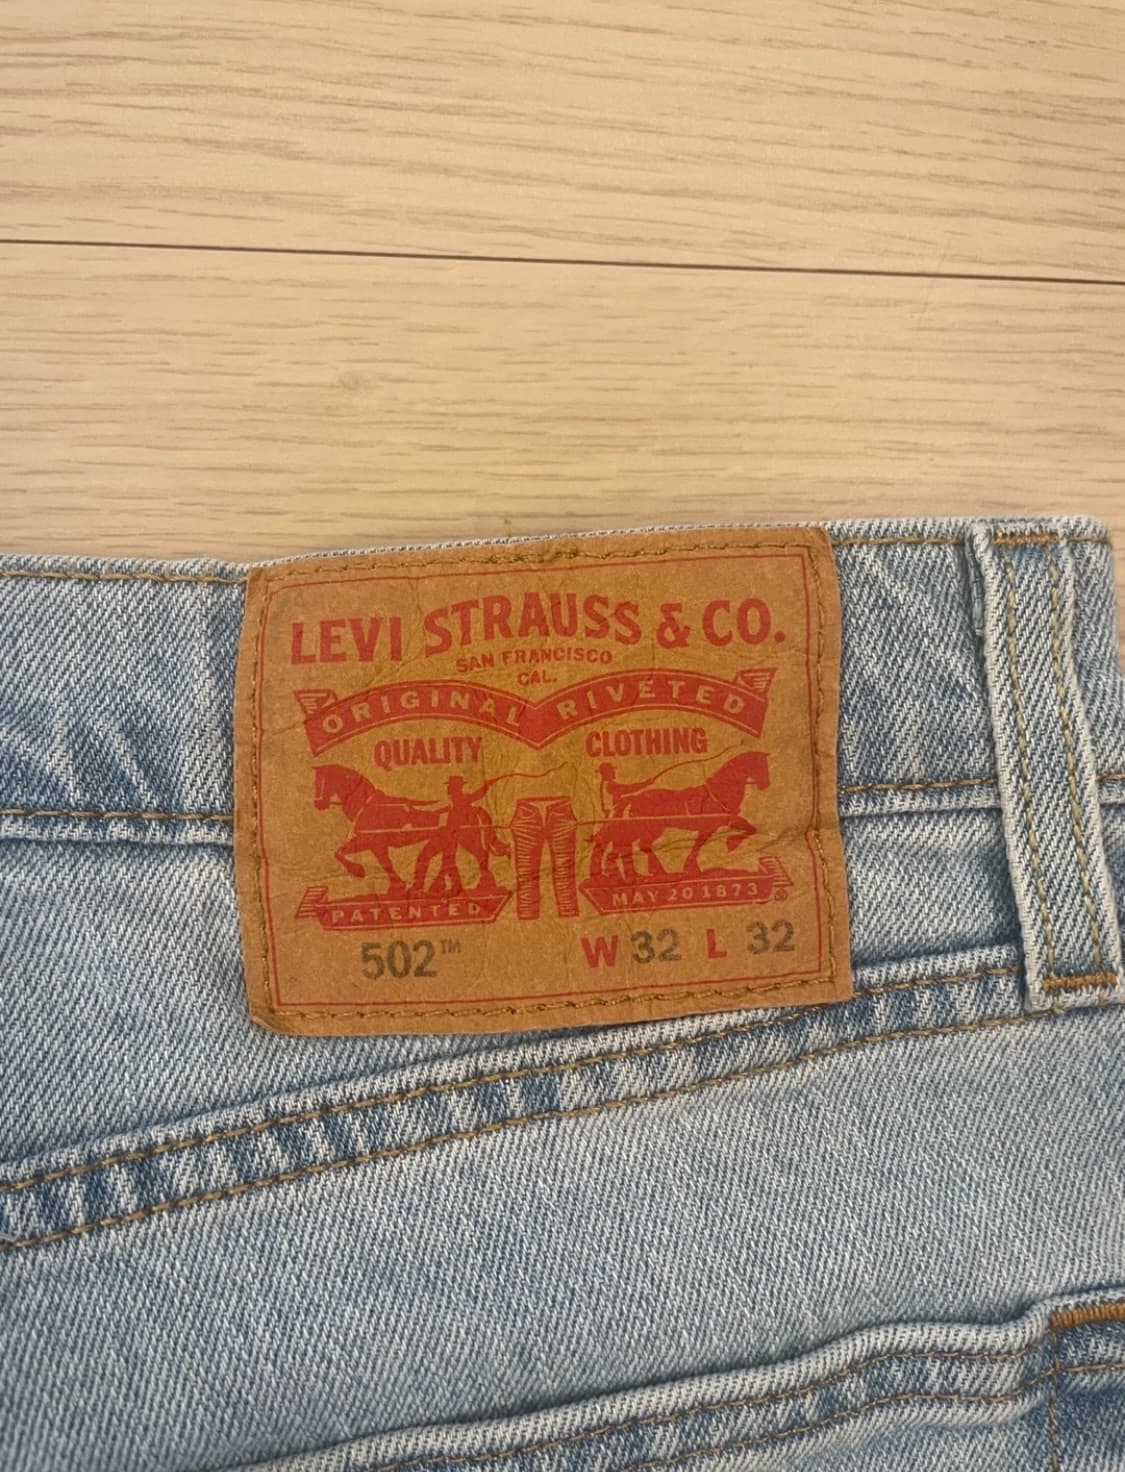 LEVI STRAUSS & CO.
SAN FRANCISCO
CAL.
ORIGINAL RIVETED
QUALITY CLOTHING
PATENTED MAY 20 1873 ®
502™ W 32 L 32